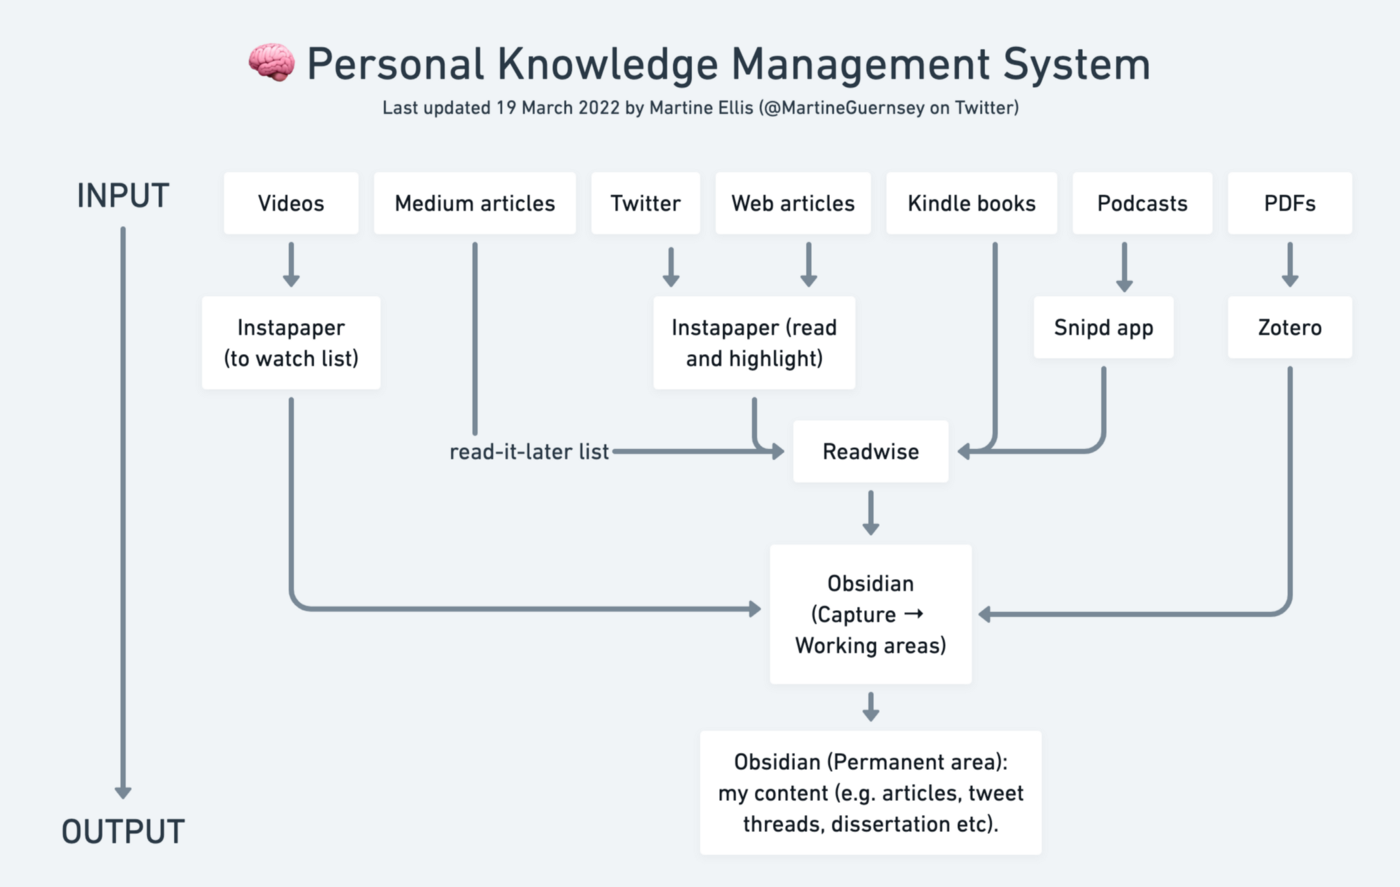 🧠 Personal Knowledge Management System
Last updated 19 March 2022 by Martine Ellis (@MartineGuernsey on Twitter)
INPUT
Videos
Medium articles
Twitter
Web articles
Kindle books
Podcasts
PDFs
Instapaper
(to watch list)
Instapaper (read
and highlight)
Snipd app
Zotero
read-it-later list
Readwise
Obsidian
(Capture →
Working areas)
Obsidian (Permanent area):
my content (e.g. articles, tweet
threads, dissertation etc).
OUTPUT